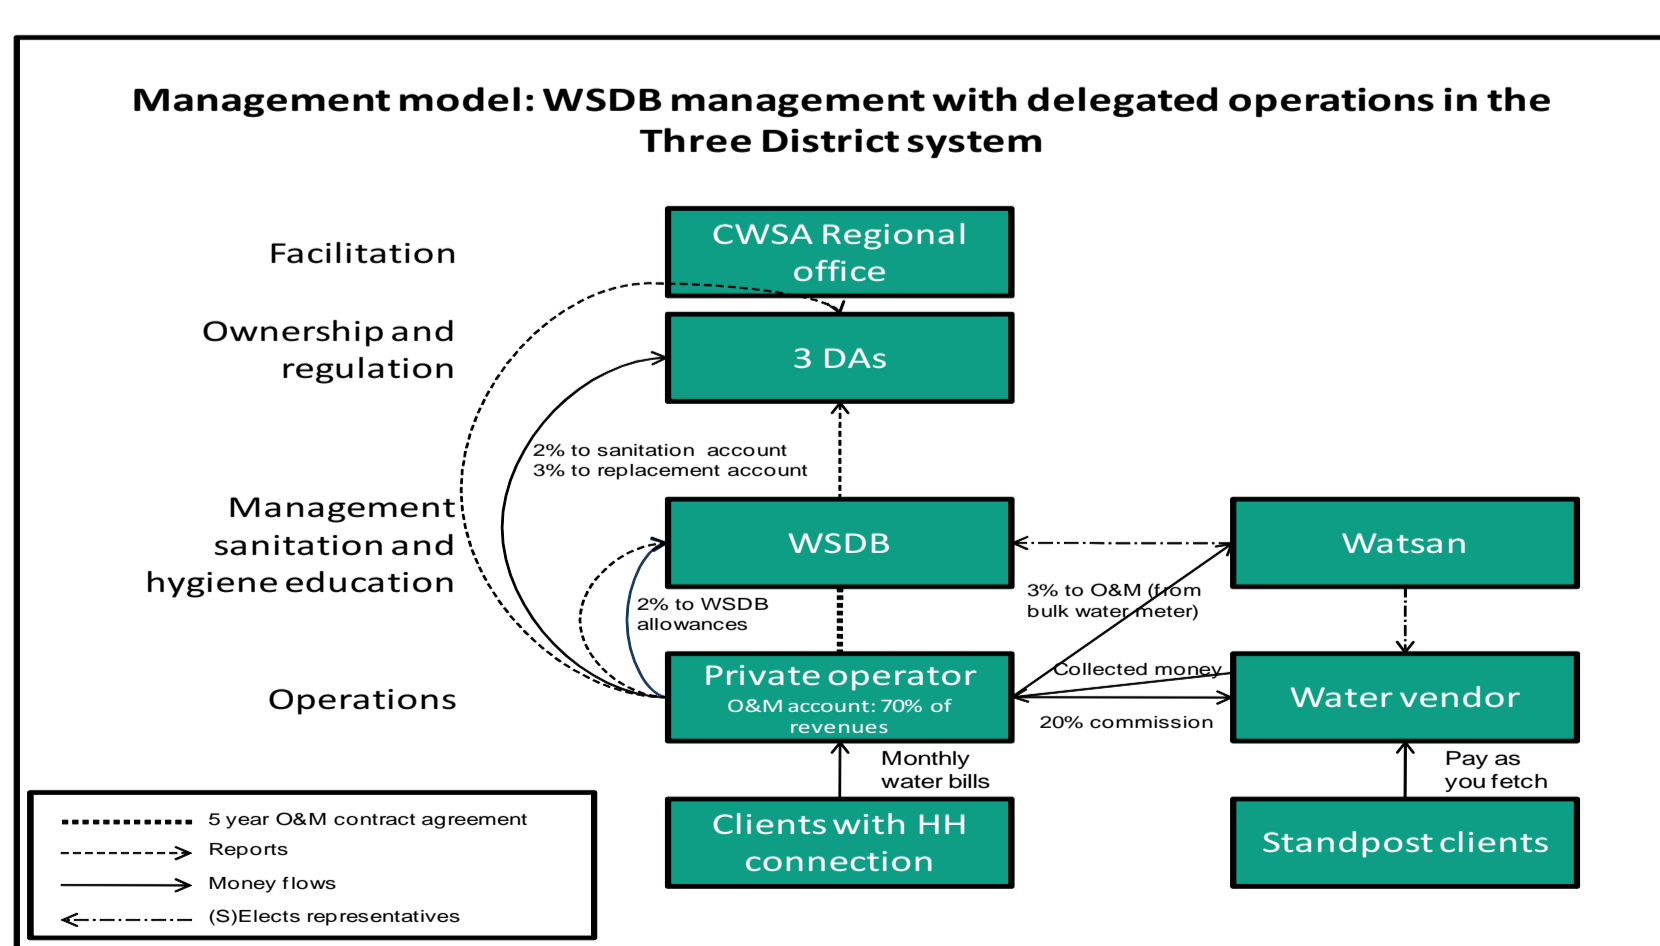 Management model: WSDB management with delegated operations in the
Three District system
Facilitation
CWSA Regional
office
Ownership and
regulation
3 DAs
2% to sanitation account
3% to replacement account
Management
sanitation and
hygiene education
WSDB
Watsan
3% to O&M (from
bulk water meter)
2% to WSDB
allowances
Operations
Private operator
O&M account: 70% of
revenues
Collected money
20% commission
Water vendor
Monthly
water bills
Pay as
you fetch
Clients with HH
connection
Standpost clients
5 year O&M contract agreement
Reports
Money flows
(S)Elects representatives